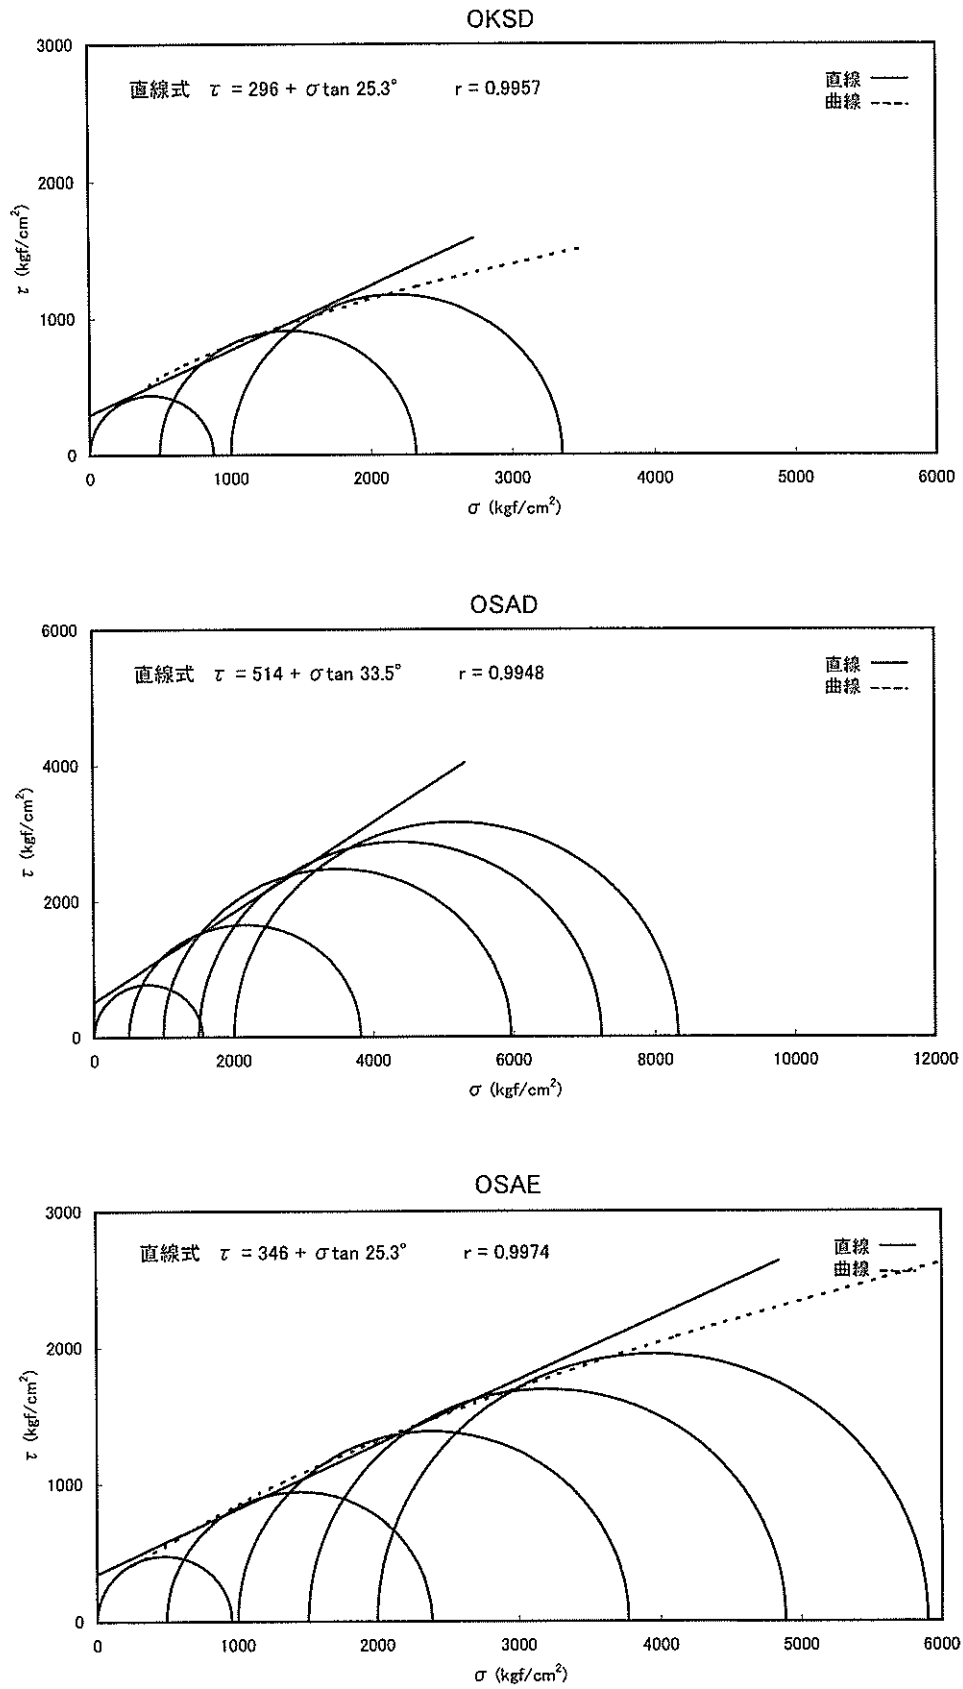 OKSD
3000
直線式 τ = 296 + σtan 25.3° r = 0.9957
直線
曲線
2000
τ (kgf/cm²)
1000
0
0 1000 2000 3000 4000 5000 6000
σ (kgf/cm²)
OSAD
6000
直線式 τ = 514 + σtan 33.5° r = 0.9948
直線
曲線
4000
τ (kgf/cm²)
2000
0
0 2000 4000 6000 8000 10000 12000
σ (kgf/cm²)
OSAE
3000
直線式 τ = 346 + σtan 25.3° r = 0.9974
直線
曲線
2000
τ (kgf/cm²)
1000
0
0 1000 2000 3000 4000 5000 6000
σ (kgf/cm²)